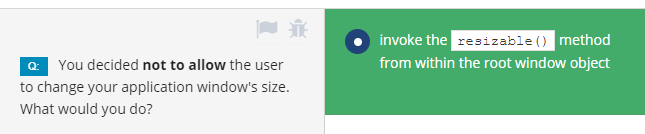 Q: You decided not to allow the user
to change your application window's size.
What would you do?
invoke the resizable() method
from within the root window object